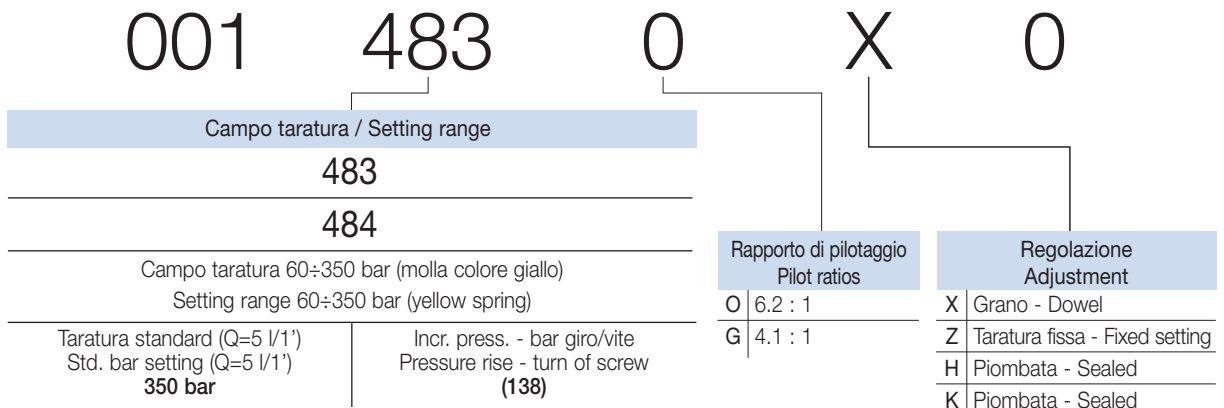 001 483 0 X 0
Campo taratura / Setting range
483
484
Campo taratura 60÷350 bar (molla colore giallo)
Setting range 60÷350 bar (yellow spring)
Taratura standard (Q=5 l/1’)
Std. bar setting (Q=5 l/1’)
350 bar
Incr. press. - bar giro/vite
Pressure rise - turn of screw
(138)
Rapporto di pilotaggio
Pilot ratios
O 6.2 : 1
G 4.1 : 1
Regolazione
Adjustment
X Grano - Dowel
Z Taratura fissa - Fixed setting
H Piombata - Sealed
K Piombata - Sealed